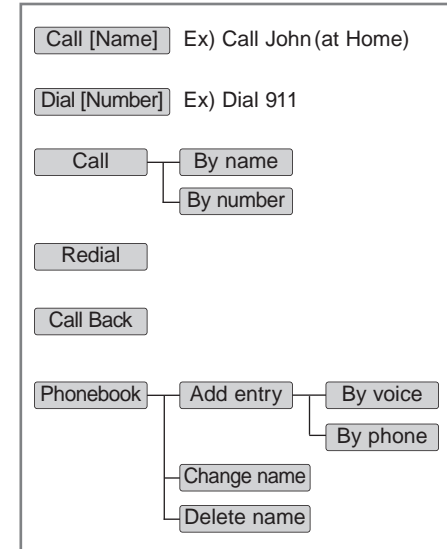 Call [Name] Ex) Call John (at Home)
Dial [Number] Ex) Dial 911
Call By name
By number
Redial
Call Back
Phonebook Add entry By voice
By phone
Change name
Delete name